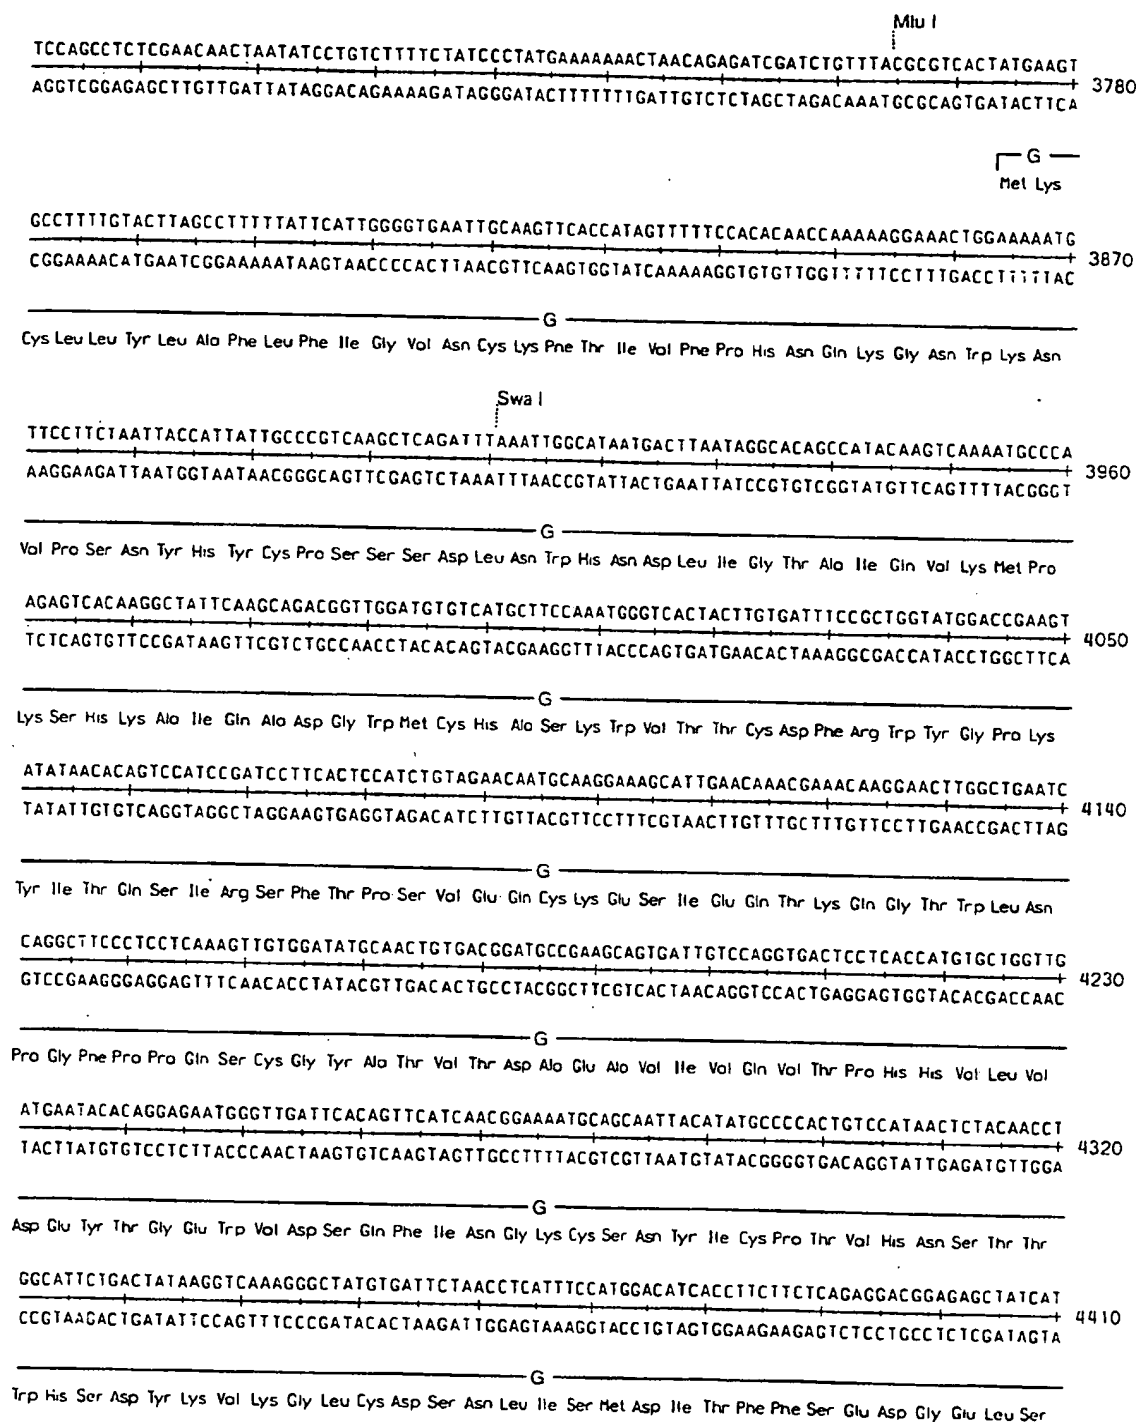 Mlu I
TCCAGCCTCTCGAACAACTAATATCCTGTCTTTTCTATCCCTATGAAAAAAACTAACAGAGATCGATCTGTTTACGCGTCACTATGAAGT
AGGTCGGAGAGCTTGTTGATTATAGGACAGAAAAGATAGGGATACTTTTTTTGATTGTCTCTAGCTAGACAAATGCGCAGTGATACTTCA
3780
G
Met Lys
GCCTTTTGTACTTAGCCTTTTTATTCATTGGGGTGAATTGCAAGTTCACCATAGTTTTTCCACACAACCAAAAAGGAAACTGGAAAAATG
CGGAAAACATGAATCGGAAAAATAAGTAACCCCACTTAACGTTCAAGTGGTATCAAAAAGGTGTGTTGGTTTTTCCTTTGACCTTTTTAC
3870
G
Cys Leu Leu Tyr Leu Ala Phe Leu Phe Ile Gly Val Asn Cys Lys Phe Thr Ile Val Phe Pro His Asn Gln Lys Gly Asn Trp Lys Asn
Swa I
TTCCTTCTAATTACCATTATTGCCCGTCAAGCTCAGATTTAAATTGGCATAATGACTTAATAGGCACAGCCATACAAGTCAAAATGCCCA
AAGGAAGATTAATGGTAATAACGGGCAGTTCGAGTCTAAATTTAACCGTATTACTGAATTATCCGTGTCGGTATGTTCAGTTTTACGGGT
3960
G
Val Pro Ser Asn Tyr His Tyr Cys Pro Ser Ser Ser Asp Leu Asn Trp His Asn Asp Leu Ile Gly Thr Ala Ile Gln Val Lys Met Pro
AGAGTCACAAGGCTATTCAAGCAGACGGTTGGATGTGTCATGCTTCCAAATGGGTCACTACTTGTGATTTCCGCTGGTATGGACCGAAGT
TCTCAGTGTTCCGATAAGTTCGTCTGCCAACCTACACAGTACGAAGGTTTACCCAGTGATGAACACTAAAGGCGACCATACCTGGCTTCA
4050
G
Lys Ser His Lys Ala Ile Gln Ala Asp Gly Trp Met Cys His Ala Ser Lys Trp Val Thr Thr Cys Asp Phe Arg Trp Tyr Gly Pro Lys
ATATAACACAGTCCATCCGATCCTTCACTCCATCTGTAGAACAATGCAAGGAAAGCATTGAACAAACGAAACAAGGAACTTGGCTGAATC
TATATTGTGTCAGGTAGGCTAGGAAGTGAGGTAGACATCTTGTTACGTTCCTTTCGTAACTTGTTTGCTTTGTTCCTTGAACCGACTTAG
4140
G
Tyr Ile Thr Gln Ser Ile Arg Ser Phe Thr Pro Ser Val Glu Gln Cys Lys Glu Ser Ile Glu Gln Thr Lys Gln Gly Thr Trp Leu Asn
CAGGCTTCCCTCCTCAAAGTTGTGGATATGCAACTGTGACGGATGCCGAAGCAGTGATTGTCCAGGTGACTCCTCACCATGTGCTGGTTG
GTCCGAAGGGAGGAGTTTCAACACCTATACGTTGACACTGCCTACGGCTTCGTCACTAACAGGTCCACTGAGGAGTGGTACACGACCAAC
4230
G
Pro Gly Phe Pro Pro Gln Ser Cys Gly Tyr Ala Thr Val Thr Asp Ala Glu Ala Val Ile Val Gln Val Thr Pro His His Val Leu Val
ATGAATACACAGGAGAATGGGTTGATTCACAGTTCATCAACGGAAAATGCAGCAATTACATATGCCCCACTGTCCATAACTCTACAACCT
TACTTATGTGTCCTCTTACCCAACTAAGTGTCAAGTAGTTGCCTTTTACGTCGTTAATGTATACGGGGTGACAGGTATTGAGATGTTGGA
4320
G
Asp Glu Tyr Thr Gly Glu Trp Val Asp Ser Gln Phe Ile Asn Gly Lys Cys Ser Asn Tyr Ile Cys Pro Thr Val His Asn Ser Thr Thr
GGCATTCTGACTATAAGGTCAAAGGGCTATGTGATTCTAACCTCATTTCCATGGACATCACCTTCTTCTCAGAGGACGGAGAGCTATCAT
CCGTAAGACTGATATTCCAGTTTCCCGATACACTAAGATTGGAGTAAAGGTACCTGTAGTGGAAGAAGAGTCTCCTGCCTCTCGATAGTA
4410
G
Trp His Ser Asp Tyr Lys Val Lys Gly Leu Cys Asp Ser Asn Leu Ile Ser Met Asp Ile Thr Phe Phe Ser Glu Asp Gly Glu Leu Ser